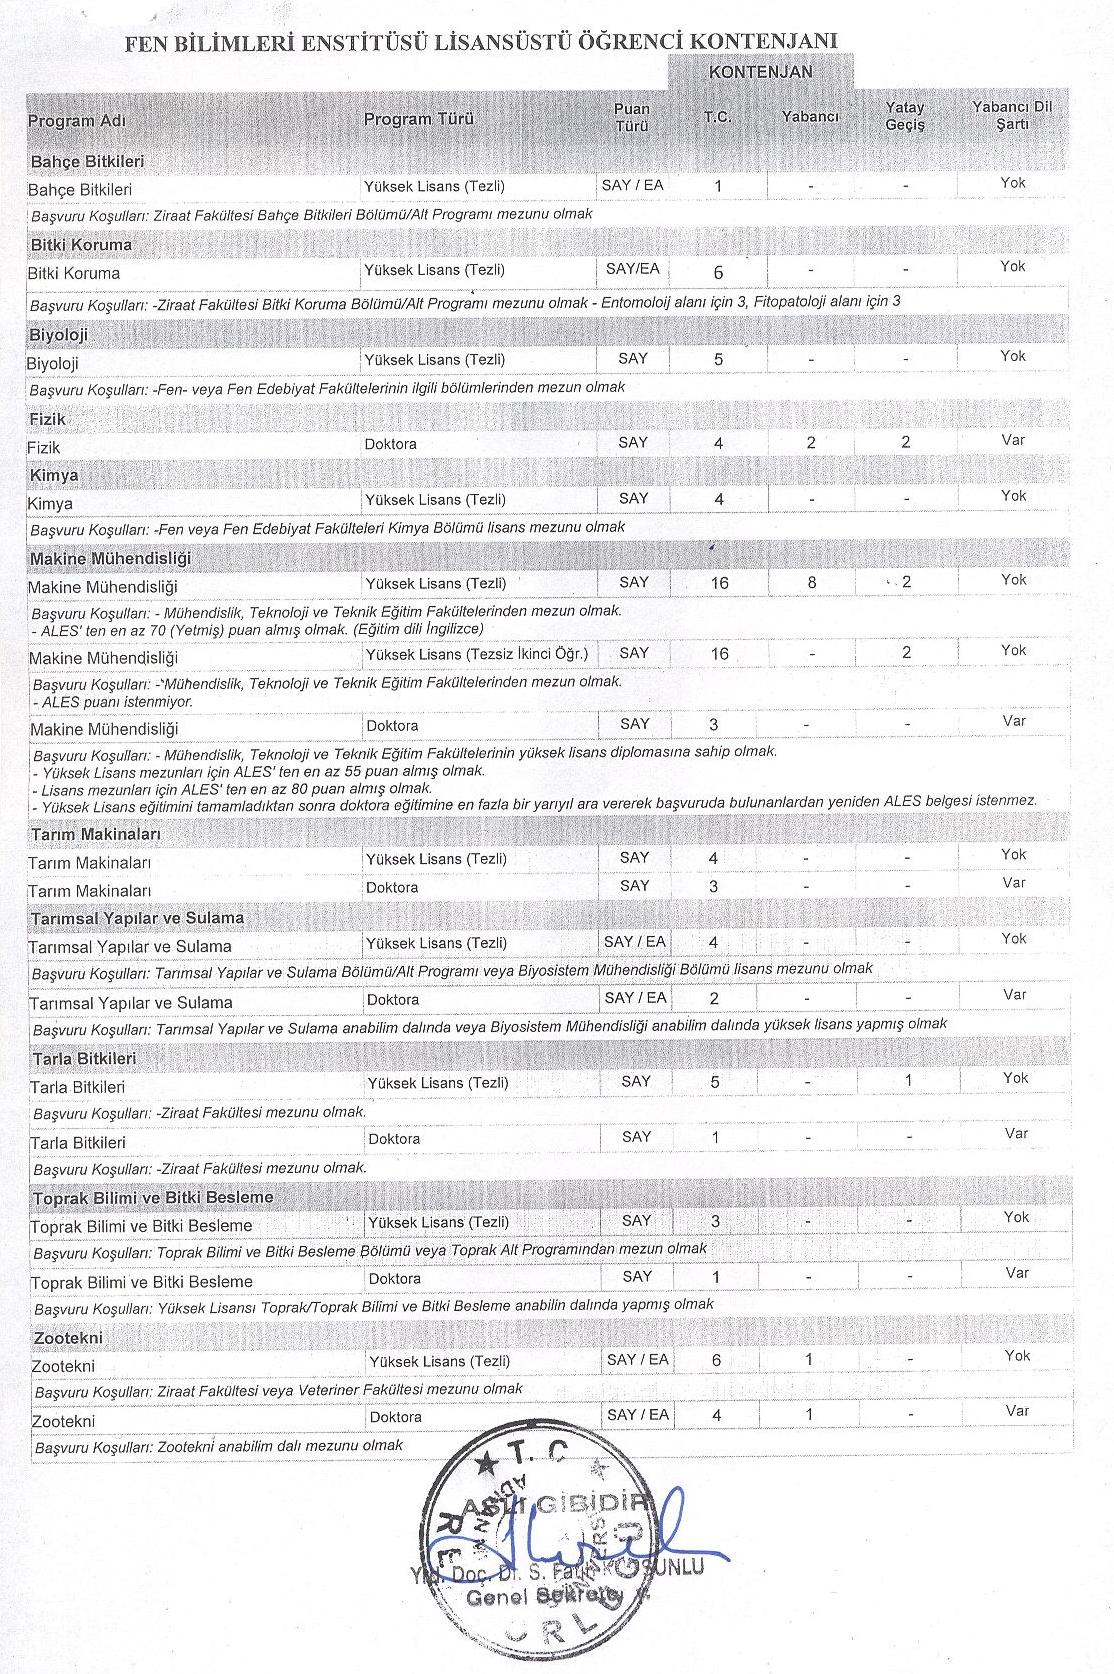 FEN BİLİMLERİ ENSTİTÜSÜ LİSANSÜSTÜ ÖĞRENCİ KONTENJANI
KONTENJAN
Program Adı Program Türü Puan Türü T.C. Yabancı Yatay Geçiş Yabancı Dil Şartı
Bahçe Bitkileri
Bahçe Bitkileri Yüksek Lisans (Tezli) SAY / EA 1 - - Yok
Başvuru Koşulları: Ziraat Fakültesi Bahçe Bitkileri Bölümü/Alt Programı mezunu olmak
Bitki Koruma
Bitki Koruma Yüksek Lisans (Tezli) SAY/EA 6 - - Yok
Başvuru Koşulları: -Ziraat Fakültesi Bitki Koruma Bölümü/Alt Programı mezunu olmak - Entomoloij alanı için 3, Fitopatoloji alanı için 3
Biyoloji
Biyoloji Yüksek Lisans (Tezli) SAY 5 - - Yok
Başvuru Koşulları: -Fen- veya Fen Edebiyat Fakültelerinin ilgili bölümlerinden mezun olmak
Fizik
Fizik Doktora SAY 4 2 2 Var
Kimya
Kimya Yüksek Lisans (Tezli) SAY 4 - - Yok
Başvuru Koşulları: -Fen veya Fen Edebiyat Fakülteleri Kimya Bölümü lisans mezunu olmak
Makine Mühendisliği
Makine Mühendisliği Yüksek Lisans (Tezli) SAY 16 8 2 Yok
Başvuru Koşulları: - Mühendislik, Teknoloji ve Teknik Eğitim Fakültelerinden mezun olmak.
- ALES' ten en az 70 (Yetmiş) puan almış olmak. (Eğitim dili İngilizce)
Makine Mühendisliği Yüksek Lisans (Tezsiz İkinci Öğr.) SAY 16 - 2 Yok
Başvuru Koşulları: - Mühendislik, Teknoloji ve Teknik Eğitim Fakültelerinden mezun olmak.
- ALES puanı istenmiyor.
Makine Mühendisliği Doktora SAY 3 - - Var
Başvuru Koşulları: - Mühendislik, Teknoloji ve Teknik Eğitim Fakültelerinin yüksek lisans diplomasına sahip olmak.
- Yüksek Lisans mezunları için ALES' ten en az 55 puan almış olmak.
- Lisans mezunları için ALES' ten en az 80 puan almış olmak.
- Yüksek Lisans eğitimini tamamladıktan sonra doktora eğitimine en fazla bir yarıyıl ara vererek başvuruda bulunanlardan yeniden ALES belgesi istenmez.
Tarım Makinaları
Tarım Makinaları Yüksek Lisans (Tezli) SAY 4 - - Yok
Tarım Makinaları Doktora SAY 3 - - Var
Tarımsal Yapılar ve Sulama
Tarımsal Yapılar ve Sulama Yüksek Lisans (Tezli) SAY / EA 4 - - Yok
Başvuru Koşulları: Tarımsal Yapılar ve Sulama Bölümü/Alt Programı veya Biyosistem Mühendisliği Bölümü lisans mezunu olmak
Tarımsal Yapılar ve Sulama Doktora SAY / EA 2 - - Var
Başvuru Koşulları: Tarımsal Yapılar ve Sulama anabilim dalında veya Biyosistem Mühendisliği anabilim dalında yüksek lisans yapmış olmak
Tarla Bitkileri
Tarla Bitkileri Yüksek Lisans (Tezli) SAY 5 - 1 Yok
Başvuru Koşulları: -Ziraat Fakültesi mezunu olmak.
Tarla Bitkileri Doktora SAY 1 - - Var
Başvuru Koşulları: -Ziraat Fakültesi mezunu olmak.
Toprak Bilimi ve Bitki Besleme
Toprak Bilimi ve Bitki Besleme Yüksek Lisans (Tezli) SAY 3 - - Yok
Başvuru Koşulları: Toprak Bilimi ve Bitki Besleme Bölümü veya Toprak Alt Programından mezun olmak
Toprak Bilimi ve Bitki Besleme Doktora SAY 1 - - Var
Başvuru Koşulları: Yüksek Lisansı Toprak/Toprak Bilimi ve Bitki Besleme anabilin dalında yapmış olmak
Zootekni
Zootekni Yüksek Lisans (Tezli) SAY / EA 6 1 - Yok
Başvuru Koşulları: Ziraat Fakültesi veya Veteriner Fakültesi mezunu olmak
Zootekni Doktora SAY / EA 4 1 - Var
Başvuru Koşulları: Zootekni anabilim dalı mezunu olmak
T.C
ASLI GİBİDİR
Yrd. Doç. Dr. S. Fatih KOSUNLU
Genel Sekreter V.